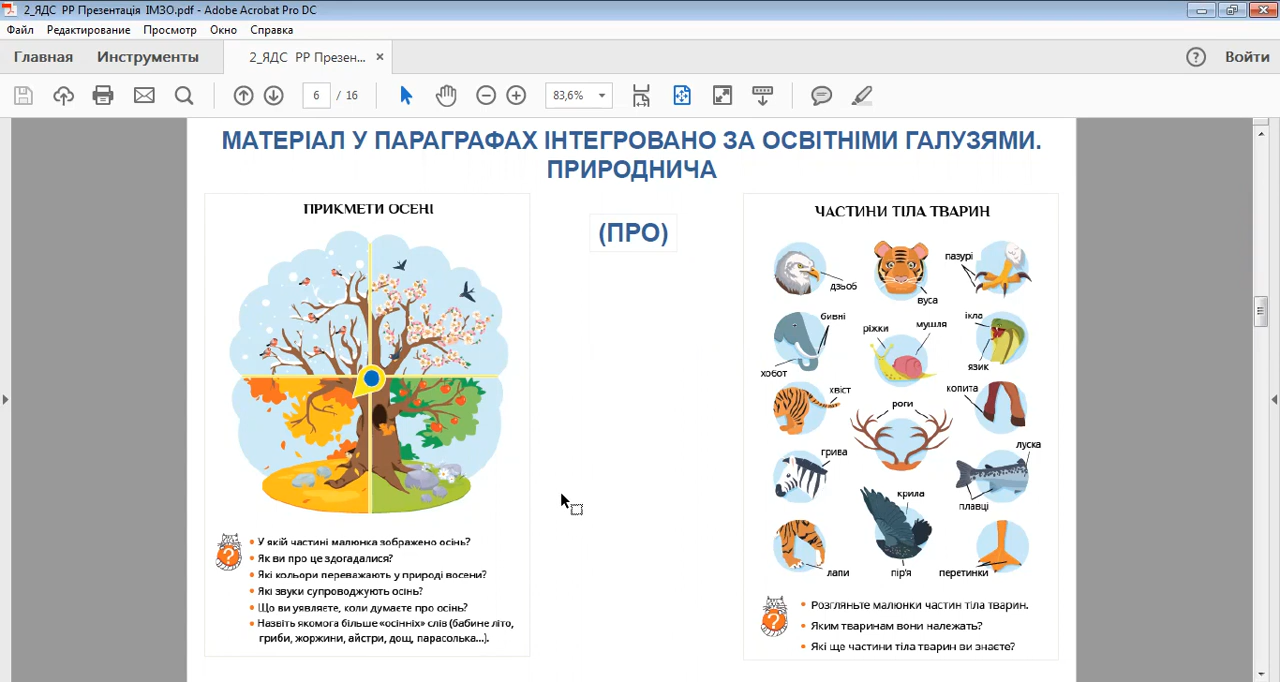 2_ЯДС РР Презентація ІМЗО.pdf - Adobe Acrobat Pro DC
Файл Редактирование Просмотр Окно Справка
Главная Инструменты 2_ЯДС РР Презен... × ? Войти
6 / 16 83,6%
МАТЕРІАЛ У ПАРАГРАФАХ ІНТЕГРОВАНО ЗА ОСВІТНІМИ ГАЛУЗЯМИ.
ПРИРОДНИЧА
(ПРО)
ПРИКМЕТИ ОСЕНІ
?
• У якій частині малюнка зображено осінь?
• Як ви про це здогадалися?
• Які кольори переважають у природі восени?
• Які звуки супроводжують осінь?
• Що ви уявляєте, коли думаєте про осінь?
• Назвіть якомога більше «осінніх» слів (бабине літо,
гриби, жоржини, айстри, дощ, парасолька...).
ЧАСТИНИ ТІЛА ТВАРИН
дзьоб
вуса
пазурі
бивні
хобот
ріжки
мушля
ікла
язик
хвіст
роги
копита
грива
крила
луска
плавці
лапи
пір'я
перетинки
?
• Розгляньте малюнки частин тіла тварин.
• Яким тваринам вони належать?
• Які ще частини тіла тварин ви знаєте?